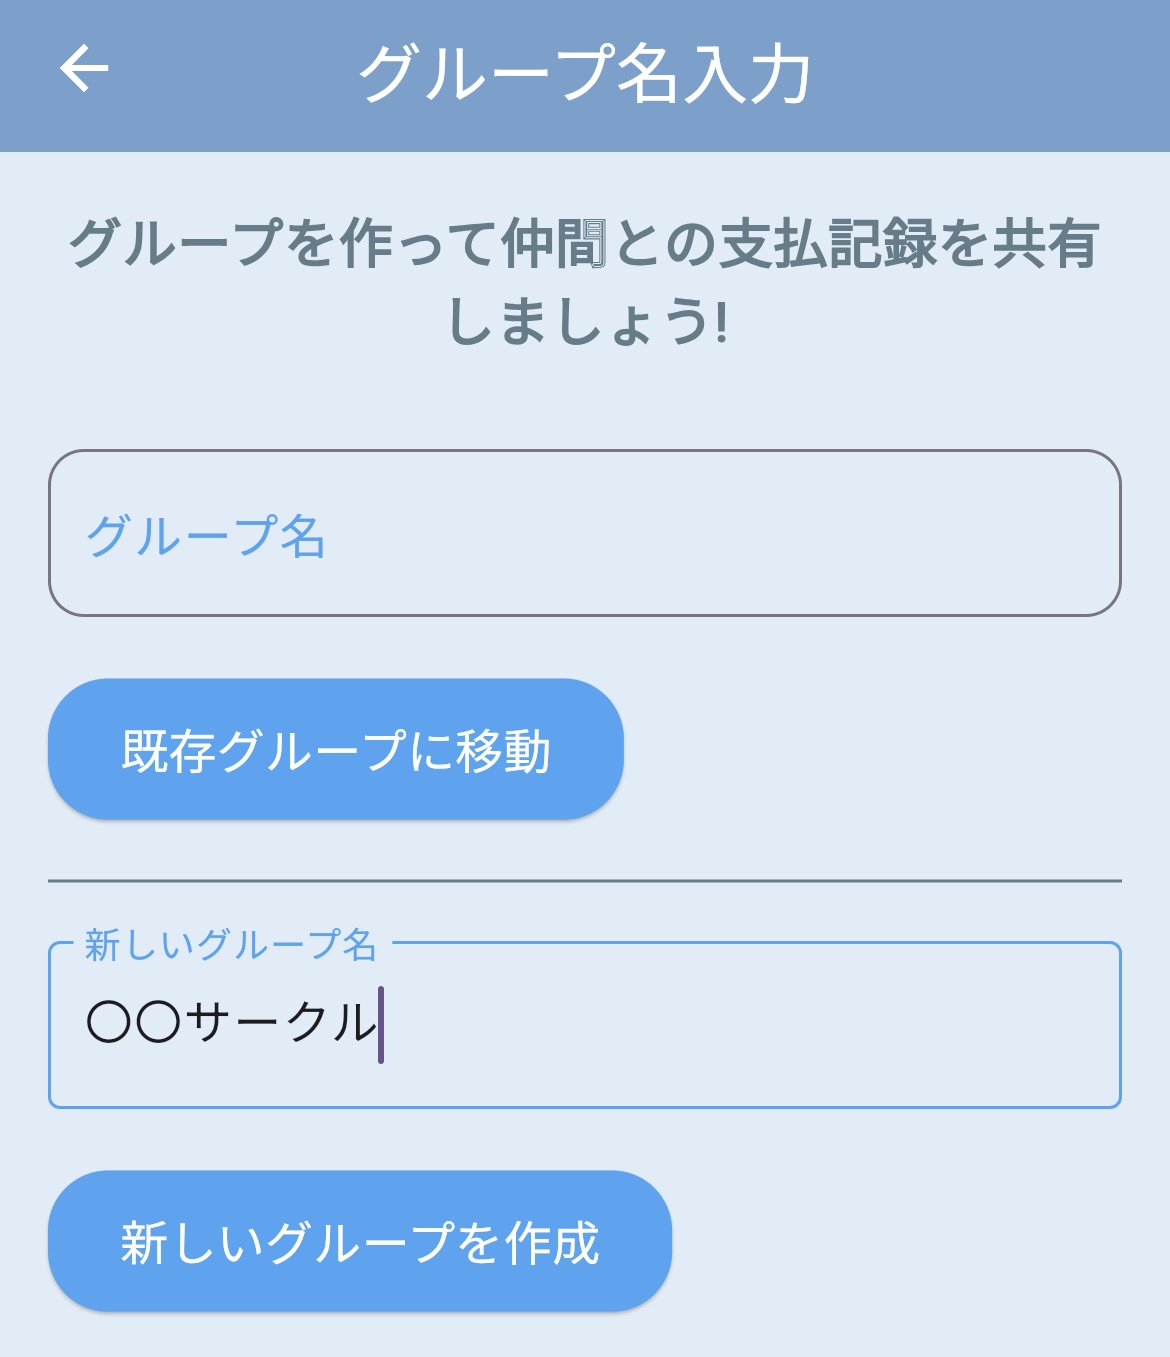 グループ名入力
グループを作って仲間との支払記録を共有
しましょう!
グループ名
既存グループに移動
新しいグループ名
〇〇サークル
新しいグループを作成